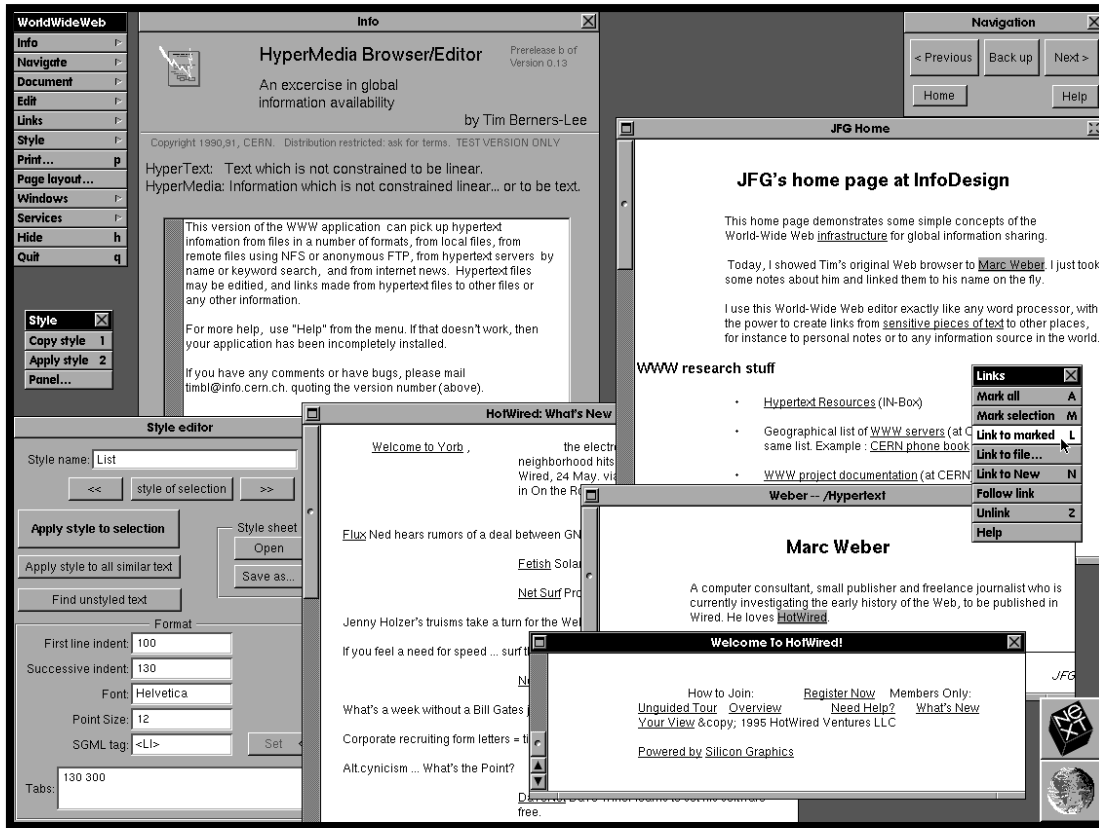 WorldWideWeb
Info
Navigate
Document
Edit
Links
Style
Print... p
Page layout...
Windows
Services
Hide h
Quit q
Style
Copy style 1
Apply style 2
Panel...
Info
HyperMedia Browser/Editor
Prerelease b of
Version 0.13
An excercise in global
information availability
by Tim Berners-Lee
Copyright 1990,91, CERN. Distribution restricted: ask for terms. TEST VERSION ONLY
HyperText: Text which is not constrained to be linear.
HyperMedia: Information which is not constrained linear... or to be text.
This version of the WWW application can pick up hypertext
infomation from files in a number of formats, from local files, from
remote files using NFS or anonymous FTP, from hypertext servers by
name or keyword search, and from internet news. Hypertext files
may be editied, and links made from hypertext files to other files or
any other information.
For more help, use "Help" from the menu. If that doesn't work, then
your application has been incompletely installed.
If you have any comments or have bugs, please mail
timbl@info.cern.ch. quoting the version number (above).
Navigation
< Previous Back up Next >
Home Help
JFG Home
JFG's home page at InfoDesign
This home page demonstrates some simple concepts of the
World-Wide Web infrastructure for global information sharing.
Today, I showed Tim's original Web browser to Marc Weber. I just took
some notes about him and linked them to his name on the fly.
I use this World-Wide Web editor exactly like any word processor, with
the power to create links from sensitive pieces of text to other places,
for instance to personal notes or to any information source in the world.
WWW research stuff
• Hypertext Resources (IN-Box)
• Geographical list of WWW servers (at C
same list. Example : CERN phone book
• WWW project documentation (at CERN
Links
Mark all A
Mark selection M
Link to marked L
Link to file...
Link to New N
Follow link
Unlink Z
Help
Style editor
Style name: List
<< style of selection >>
Apply style to selection
Style sheet
Open
Apply style to all similar text
Save as...
Find unstyled text
Format
First line indent: 100
Successive indent: 130
Font: Helvetica
Point Size: 12
SGML tag: <LI>
Set <
Tabs: 130 300
HotWired: What's New
Welcome to Yorb , the electr
neighborhood hits
Wired, 24 May. via
in On the Ro
Flux Ned hears rumors of a deal between GN
Fetish Sola
Net Surf Pro
Jenny Holzer's truisms take a turn for the Wel
If you feel a need for speed ... surf t
What's a week without a Bill Gates j
Corporate recruiting form letters = ti
Alt.cynicism ... What's the Point?
free.
Weber -- /Hypertext
Marc Weber
A computer consultant, small publisher and freelance journalist who is
currently investigating the early history of the Web, to be published in
Wired. He loves HotWired.
JFG
Welcome To HotWired!
How to Join: Register Now Members Only:
Unguided Tour Overview Need Help? What's New
Your View &copy; 1995 HotWired Ventures LLC
Powered by Silicon Graphics
NeXT